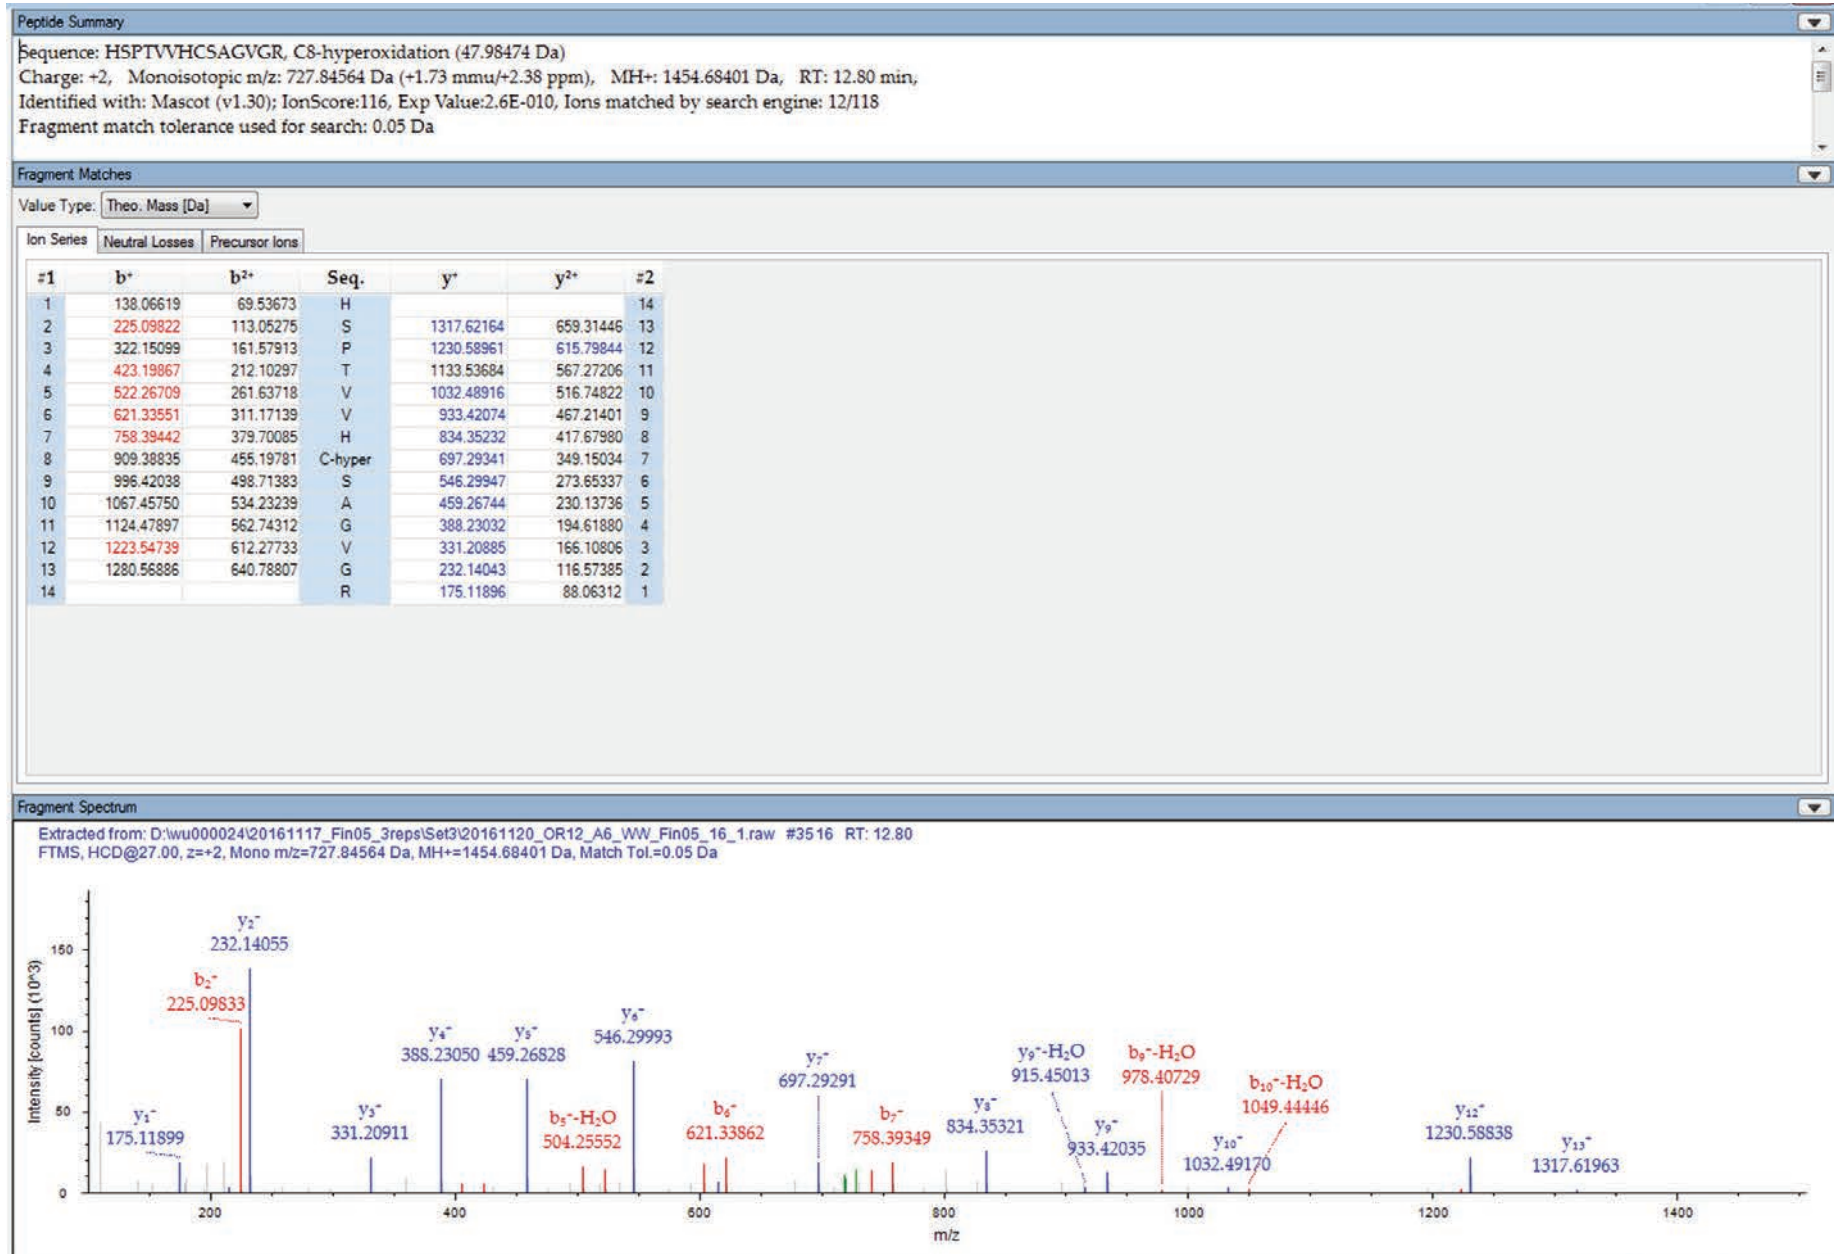 Peptide Summary
Sequence: HSPTVVHCSAGVGR, C8-hyperoxidation (47.98474 Da)
Charge: +2, Monoisotopic m/z: 727.84564 Da (+1.73 mmu/+2.38 ppm), MH+: 1454.68401 Da, RT: 12.80 min,
Identified with: Mascot (v1.30); IonScore:116, Exp Value:2.6E-010, Ions matched by search engine: 12/118
Fragment match tolerance used for search: 0.05 Da
Fragment Matches
Value Type: Theo. Mass [Da]
Ion Series Neutral Losses Precursor Ions
#1 b⁺ b²⁺ Seq. y⁺ y²⁺ #2
1 138.06619 69.53673 H 14
2 225.09822 113.05275 S 1317.62164 659.31446 13
3 322.15099 161.57913 P 1230.58961 615.79844 12
4 423.19867 212.10297 T 1133.53684 567.27206 11
5 522.26709 261.63718 V 1032.48916 516.74822 10
6 621.33551 311.17139 V 933.42074 467.21401 9
7 758.39442 379.70085 H 834.35232 417.67980 8
8 909.38835 455.19781 C-hyper 697.29341 349.15034 7
9 996.42038 498.71383 S 546.29947 273.65337 6
10 1067.45750 534.23239 A 459.26744 230.13736 5
11 1124.47897 562.74312 G 388.23032 194.61880 4
12 1223.54739 612.27733 V 331.20885 166.10806 3
13 1280.56886 640.78807 G 232.14043 116.57385 2
14 R 175.11896 88.06312 1
Fragment Spectrum
Extracted from: D:\wu000024\20161117_Fin05_3reps\Set3\20161120_OR12_A6_WW_Fin05_16_1.raw #3516 RT: 12.80
FTMS, HCD@27.00, z=+2, Mono m/z=727.84564 Da, MH+=1454.68401 Da, Match Tol.=0.05 Da
Intensity [counts] (10^3)
150
100
50
0
y₁⁺
175.11899
b₂⁺
225.09833
y₂⁺
232.14055
y₃⁺
331.20911
y₄⁺
388.23050
y₅⁺
459.26828
b₅⁺-H₂O
504.25552
y₆⁺
546.29993
b₆⁺
621.33862
y₇⁺
697.29291
b₇⁺
758.39349
y₈⁺
834.35321
y₉⁺-H₂O
915.45013
y₉⁺
933.42035
b₉⁺-H₂O
978.40729
y₁₀⁺
1032.49170
b₁₀⁺-H₂O
1049.44446
y₁₂⁺
1230.58838
y₁₃⁺
1317.61963
200 400 600 800 1000 1200 1400
m/z